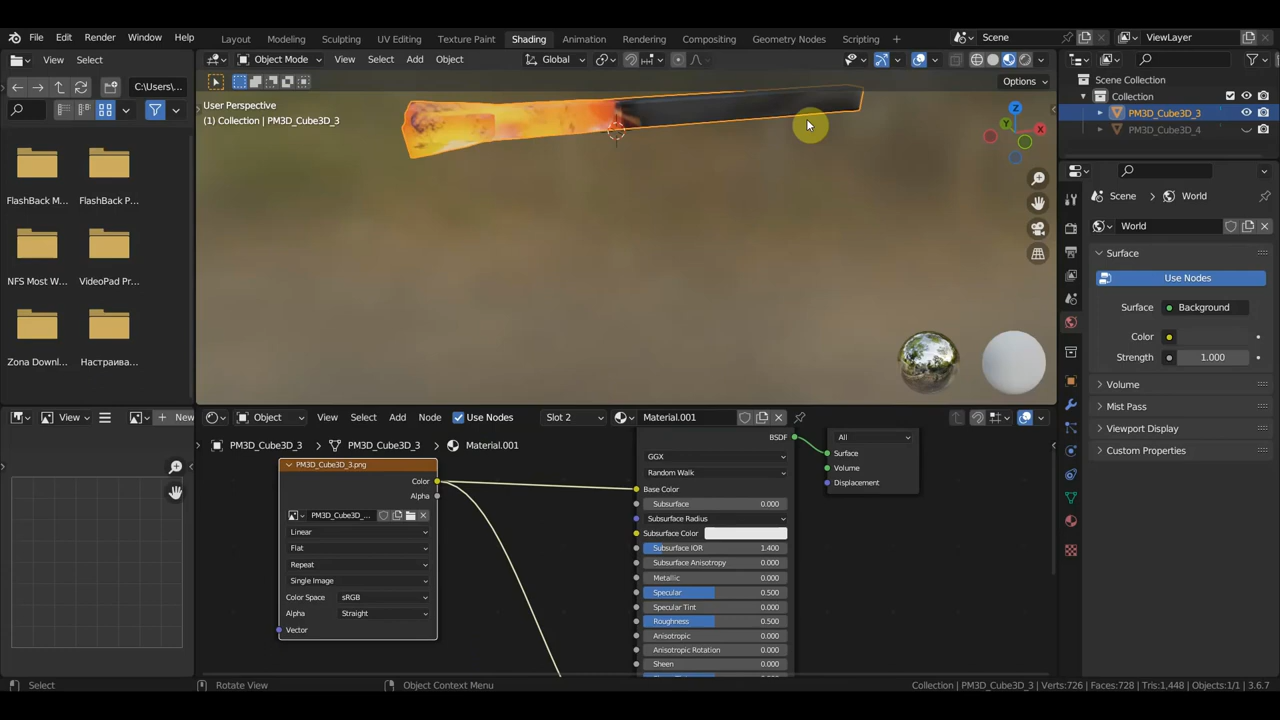 File Edit Render Window Help Layout Modeling Sculpting UV Editing Texture Paint Shading Animation Rendering Compositing Geometry Nodes Scripting + Scene ViewLayer
View Select Object Mode View Select Add Object Global
C:\Users\... Options
Scene Collection
Collection
PM3D_Cube3D_3
PM3D_Cube3D_4
User Perspective
(1) Collection | PM3D_Cube3D_3
X
Y
Z
FlashBack M...
FlashBack P...
NFS Most W...
VideoPad Pr...
Zona Downl...
Настраива...
Scene World
World
Surface
Use Nodes
Surface Background
Color
Strength 1.000
Volume
Mist Pass
Viewport Display
Custom Properties
View New
Object View Select Add Node Use Nodes Slot 2 Material.001
PM3D_Cube3D_3 PM3D_Cube3D_3 Material.001
PM3D_Cube3D_3.png
Color
Alpha
PM3D_Cube3D_...
Linear
Flat
Repeat
Single Image
Color Space sRGB
Alpha Straight
Vector
BSDF
GGX
Random Walk
Base Color
Subsurface 0.000
Subsurface Radius
Subsurface Color
Subsurface IOR 1.400
Subsurface Anisotropy 0.000
Metallic 0.000
Specular 0.500
Specular Tint 0.000
Roughness 0.500
Anisotropic 0.000
Anisotropic Rotation 0.000
Sheen 0.000
All
Surface
Volume
Displacement
Select Rotate View Object Context Menu Collection | PM3D_Cube3D_3 | Verts:726 | Faces:728 | Tris:1,448 | Objects:1/1 | 3.6.7